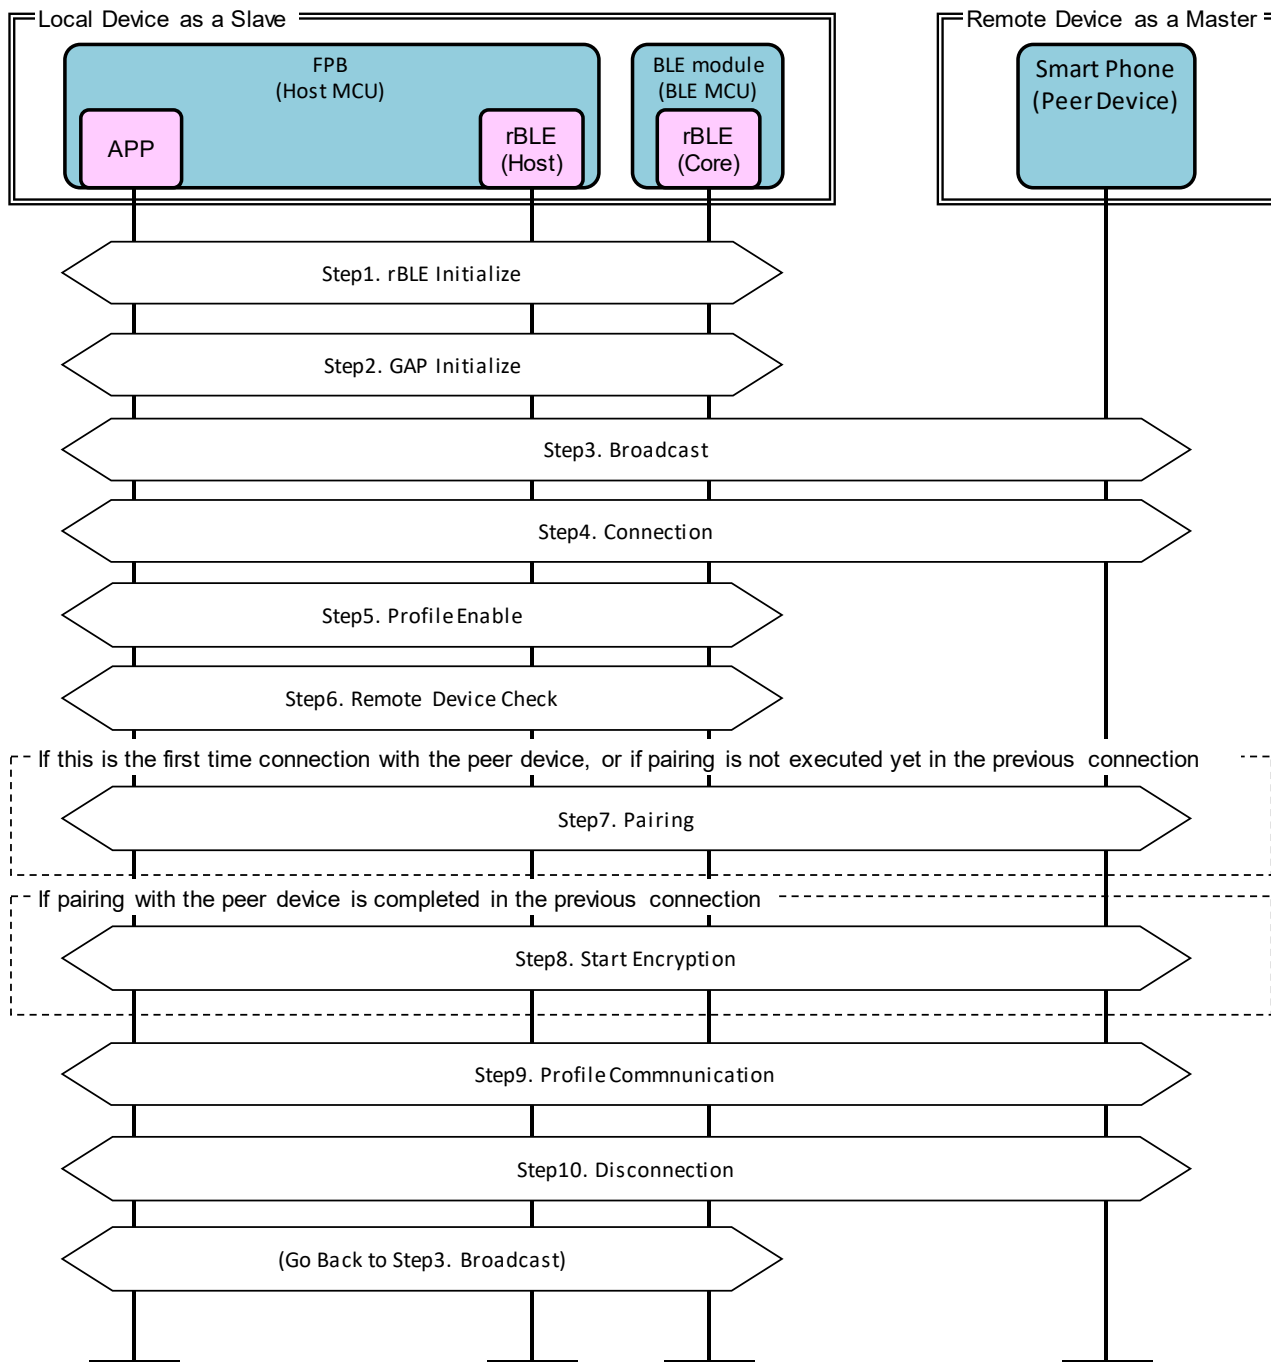 Local Device as a Slave
Remote Device as a Master
FPB
(Host MCU)
BLE module
(BLE MCU)
Smart Phone
(Peer Device)
APP
rBLE
(Host)
rBLE
(Core)
Step1. rBLE Initialize
Step2. GAP Initialize
Step3. Broadcast
Step4. Connection
Step5. Profile Enable
Step6. Remote Device Check
If this is the first time connection with the peer device, or if pairing is not executed yet in the previous connection
Step7. Pairing
If pairing with the peer device is completed in the previous connection
Step8. Start Encryption
Step9. Profile Commnunication
Step10. Disconnection
(Go Back to Step3. Broadcast)